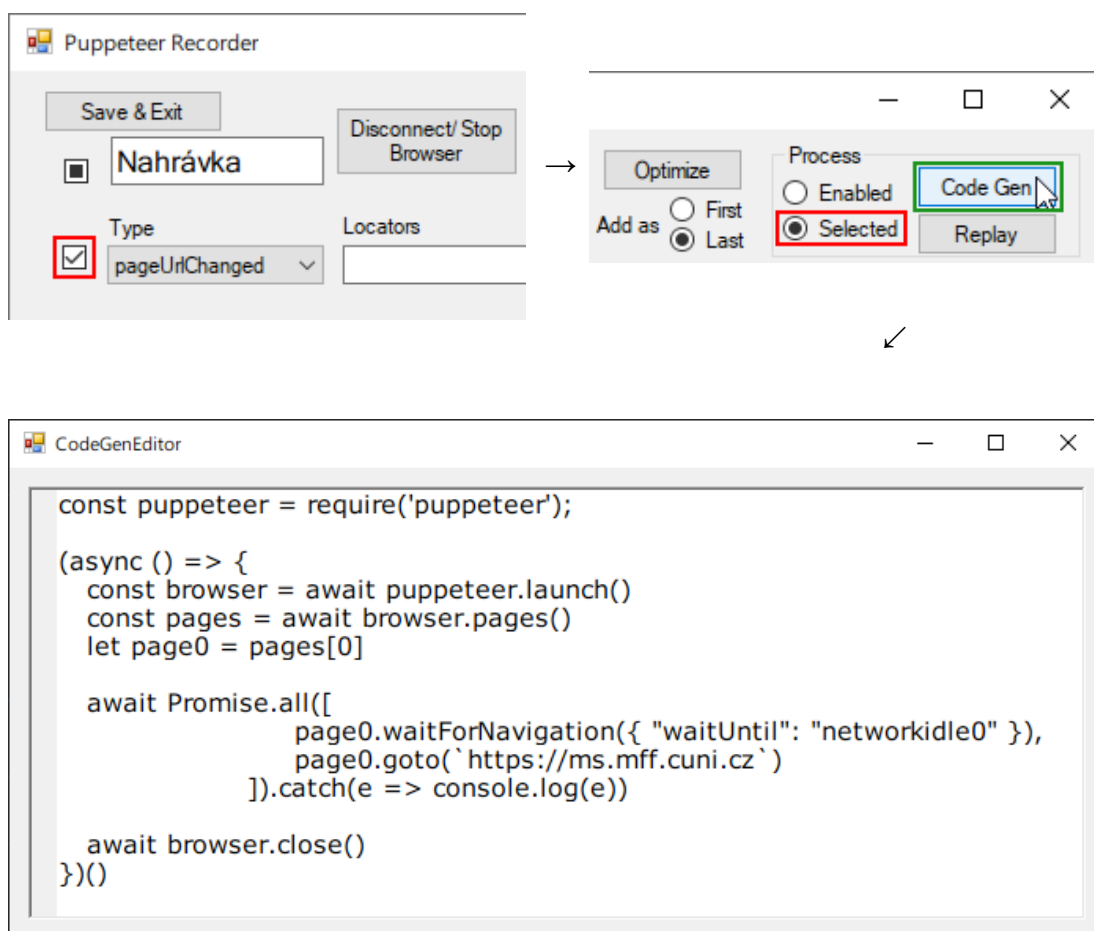 Puppeteer Recorder
Save & Exit
Disconnect/ Stop
Browser
Nahrávka
Type
Locators
pageUrlChanged
→
Optimize
Process
Enabled
Code Gen
Add as
First
Last
Selected
Replay
↙
CodeGenEditor
const puppeteer = require('puppeteer');
(async () => {
  const browser = await puppeteer.launch()
  const pages = await browser.pages()
  let page0 = pages[0]
  await Promise.all([
    page0.waitForNavigation({ "waitUntil": "networkidle0" }),
    page0.goto(`https://ms.mff.cuni.cz`)
  ]).catch(e => console.log(e))
  await browser.close()
})()